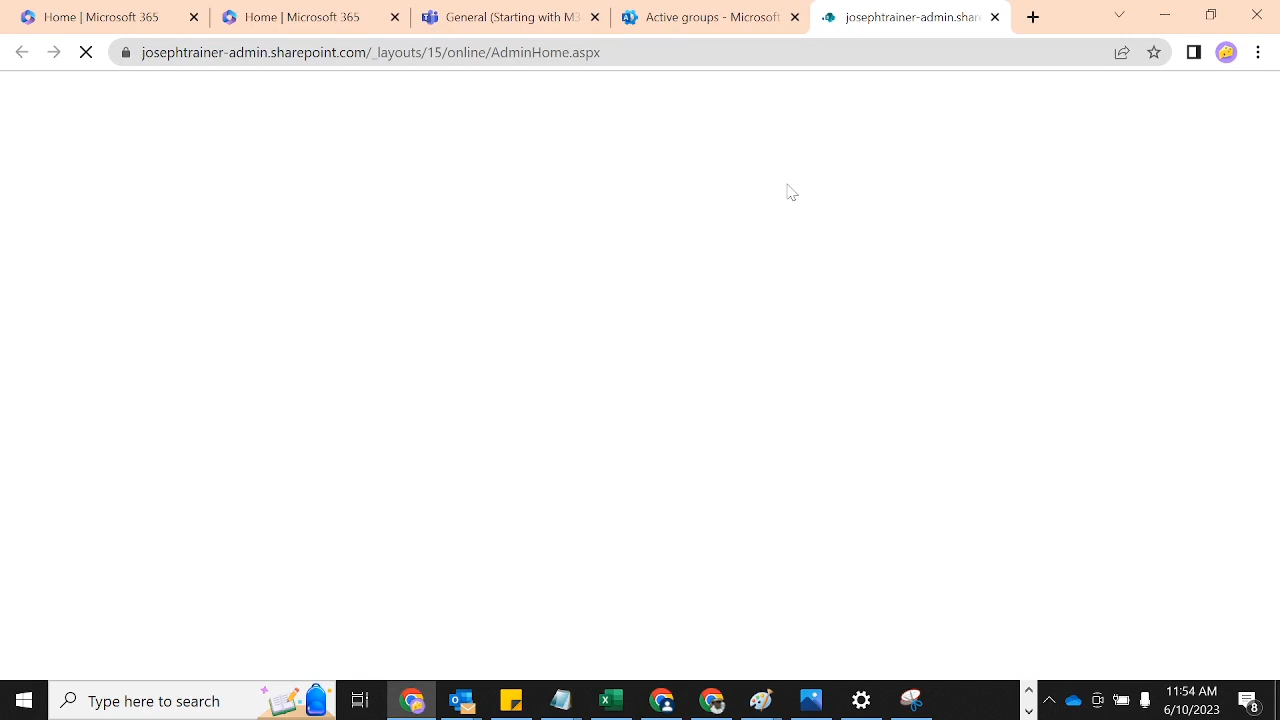 Home | Microsoft 365
Home | Microsoft 365
General (Starting with M3
Active groups - Microsoft
josephtrainer-admin.shar
josephtrainer-admin.sharepoint.com/_layouts/15/online/AdminHome.aspx
Type here to search
11:54 AM
6/10/2023
8